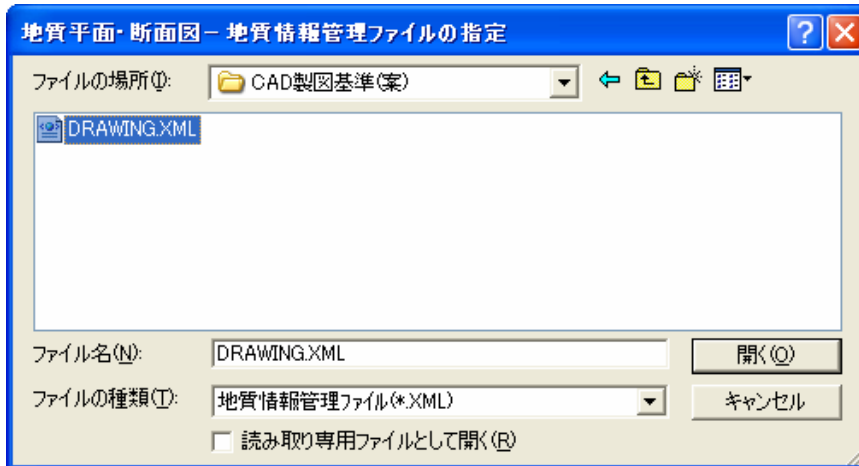 地質平面・断面図－地質情報管理ファイルの指定
ファイルの場所(I): CAD製図基準(案)
DRAWING.XML
ファイル名(N): DRAWING.XML 開く(O)
ファイルの種類(T): 地質情報管理ファイル(*.XML) キャンセル
読み取り専用ファイルとして開く(R)